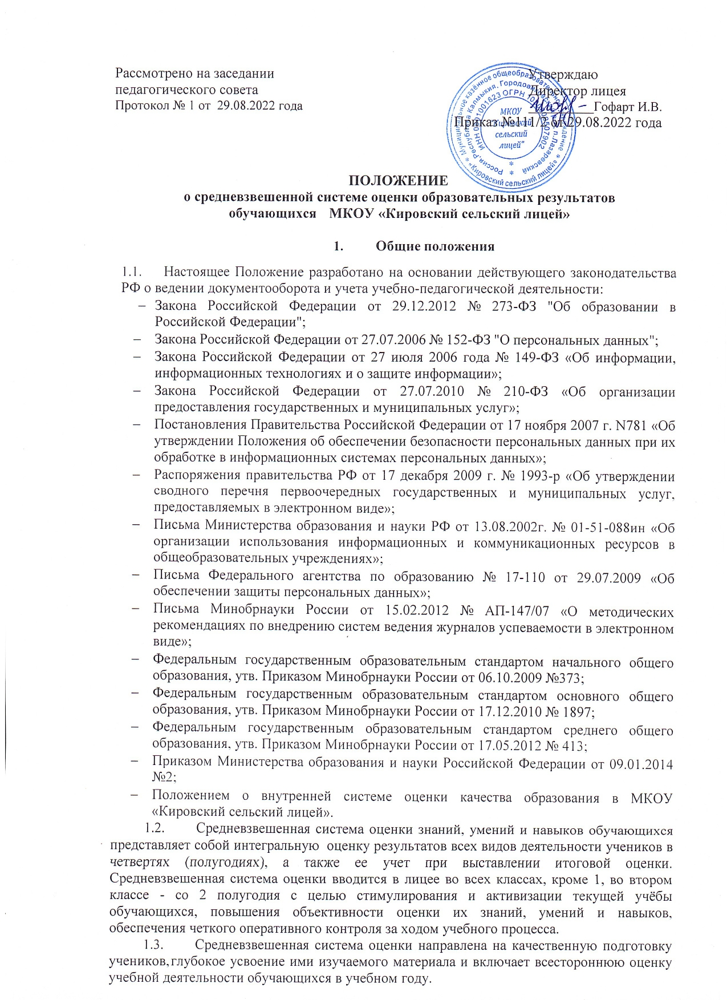 Рассмотрено на заседании
педагогического совета
Протокол № 1 от 29.08.2022 года
Утверждаю
Директор лицея
Гофарт И.В.
Приказ №111/2 от 29.08.2022 года
МКОУ
"Кировский
сельский
лицей"
ПОЛОЖЕНИЕ
о средневзвешенной системе оценки образовательных результатов
обучающихся МКОУ «Кировский сельский лицей»
1. Общие положения
1.1. Настоящее Положение разработано на основании действующего законодательства
РФ о ведении документооборота и учета учебно-педагогической деятельности:
– Закона Российской Федерации от 29.12.2012 № 273-ФЗ "Об образовании в
Российской Федерации";
– Закона Российской Федерации от 27.07.2006 № 152-ФЗ "О персональных данных";
– Закона Российской Федерации от 27 июля 2006 года № 149-ФЗ «Об информации,
информационных технологиях и о защите информации»;
– Закона Российской Федерации от 27.07.2010 № 210-ФЗ «Об организации
предоставления государственных и муниципальных услуг»;
– Постановления Правительства Российской Федерации от 17 ноября 2007 г. N781 «Об
утверждении Положения об обеспечении безопасности персональных данных при их
обработке в информационных системах персональных данных»;
– Распоряжения правительства РФ от 17 декабря 2009 г. № 1993-р «Об утверждении
сводного перечня первоочередных государственных и муниципальных услуг,
предоставляемых в электронном виде»;
– Письма Министерства образования и науки РФ от 13.08.2002г. № 01-51-088ин «Об
организации использования информационных и коммуникационных ресурсов в
общеобразовательных учреждениях»;
– Письма Федерального агентства по образованию № 17-110 от 29.07.2009 «Об
обеспечении защиты персональных данных»;
– Письма Минобрнауки России от 15.02.2012 № АП-147/07 «О методических
рекомендациях по внедрению систем ведения журналов успеваемости в электронном
виде»;
– Федеральным государственным образовательным стандартом начального общего
образования, утв. Приказом Минобрнауки России от 06.10.2009 №373;
– Федеральным государственным образовательным стандартом основного общего
образования, утв. Приказом Минобрнауки России от 17.12.2010 № 1897;
– Федеральным государственным образовательным стандартом среднего общего
образования, утв. Приказом Минобрнауки России от 17.05.2012 № 413;
– Приказом Министерства образования и науки Российской Федерации от 09.01.2014
№2;
– Положением о внутренней системе оценки качества образования в МКОУ
«Кировский сельский лицей».
1.2. Средневзвешенная система оценки знаний, умений и навыков обучающихся
представляет собой интегральную оценку результатов всех видов деятельности учеников в
четвертях (полугодиях), а также ее учет при выставлении итоговой оценки.
Средневзвешенная система оценки вводится в лицее во всех классах, кроме 1, во втором
классе - со 2 полугодия с целью стимулирования и активизации текущей учёбы
обучающихся, повышения объективности оценки их знаний, умений и навыков,
обеспечения четкого оперативного контроля за ходом учебного процесса.
1.3. Средневзвешенная система оценки направлена на качественную подготовку
учеников,глубокое усвоение ими изучаемого материала и включает всестороннюю оценку
учебной деятельности обучающихся в учебном году.